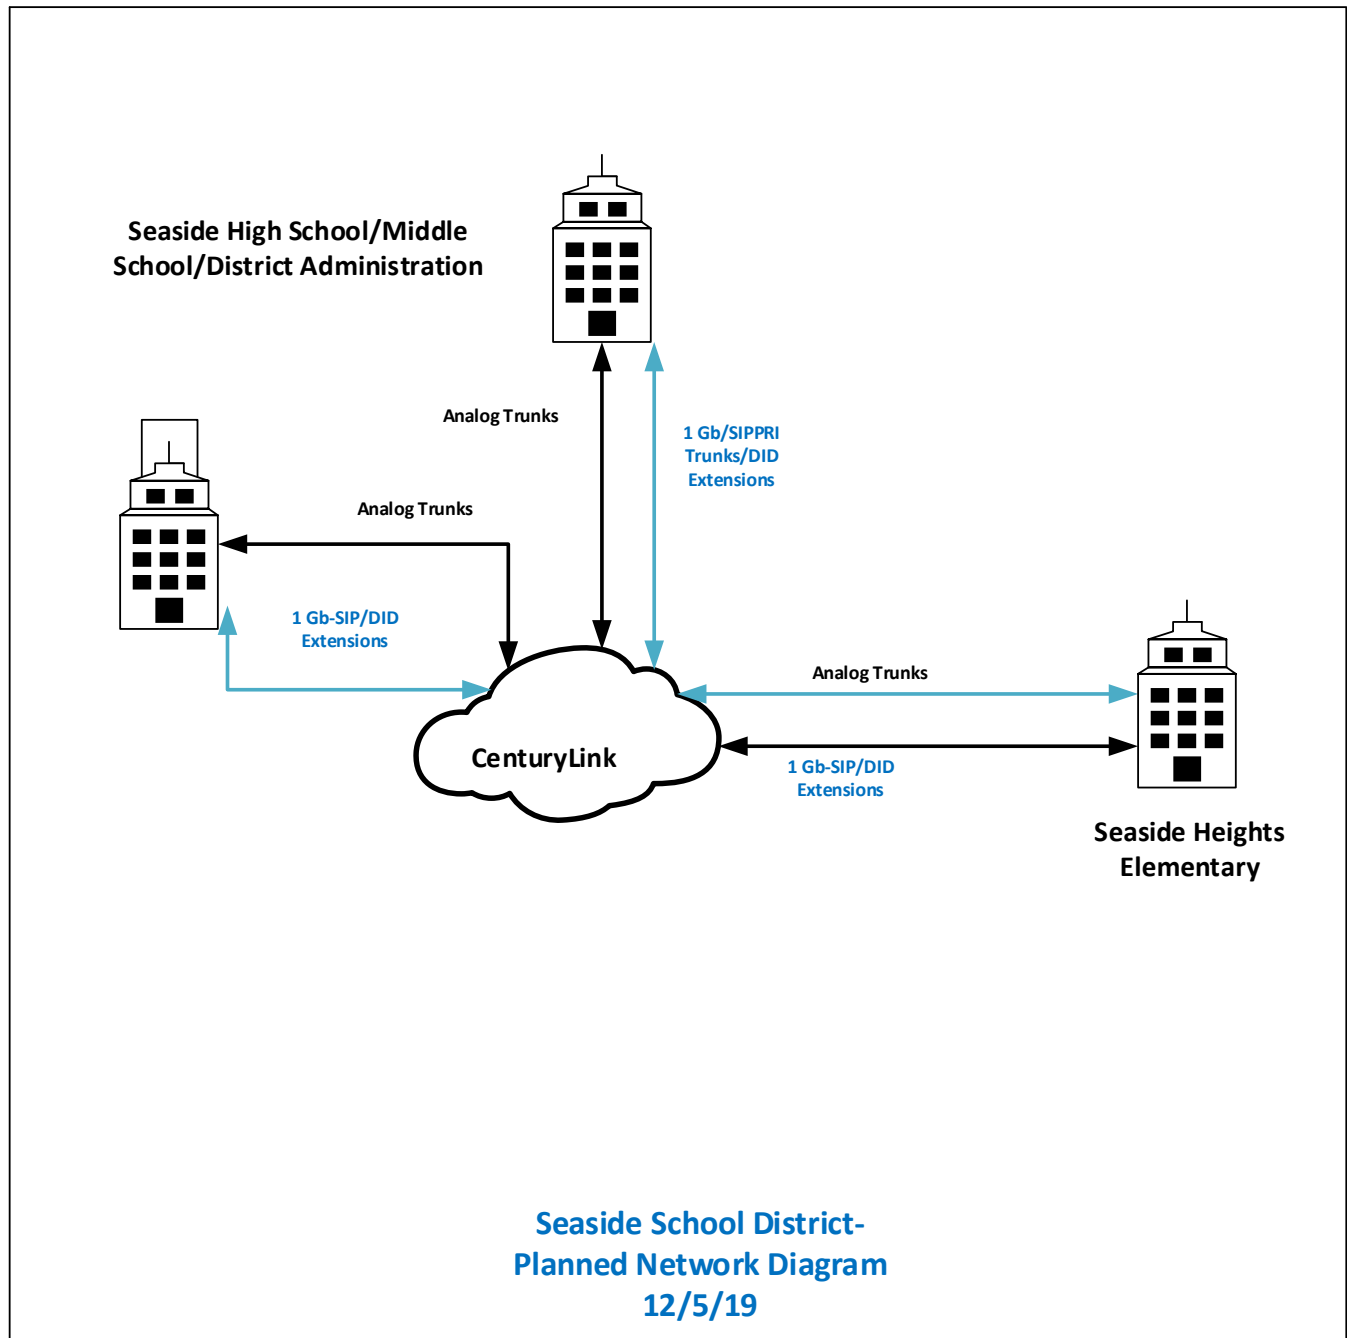 Seaside High School/Middle
School/District Administration
Analog Trunks
1 Gb/SIPPRI
Trunks/DID
Extensions
Analog Trunks
1 Gb-SIP/DID
Extensions
Analog Trunks
CenturyLink
1 Gb-SIP/DID
Extensions
Seaside Heights
Elementary
Seaside School District-
Planned Network Diagram
12/5/19